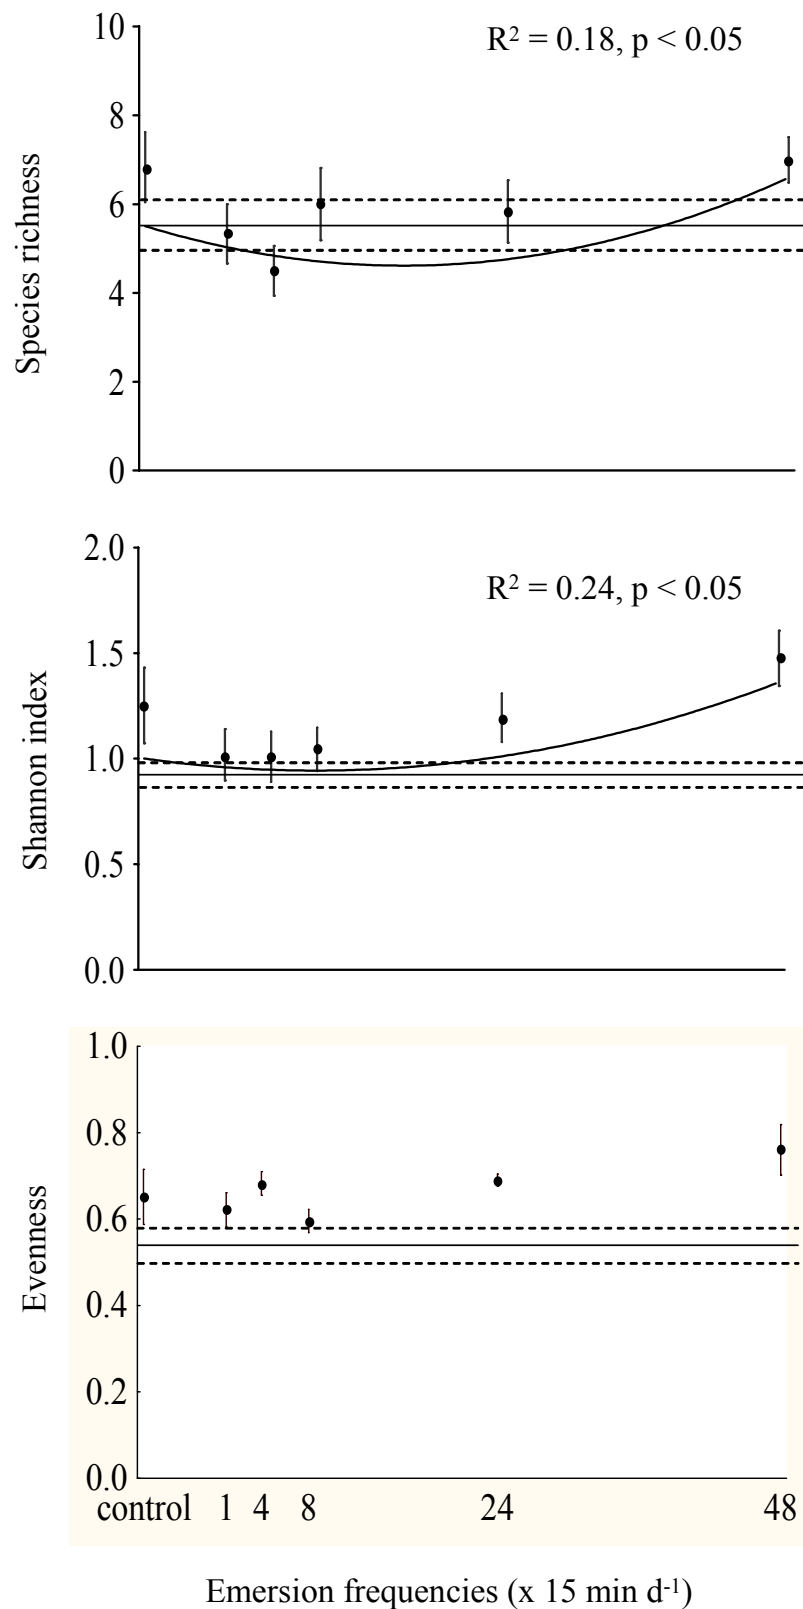 10
R² = 0.18, p < 0.05
8
6
4
2
0
Species richness
2.0
R² = 0.24, p < 0.05
1.5
1.0
0.5
0.0
Shannon index
1.0
0.8
0.6
0.4
0.2
0.0
Evenness
control 1 4 8 24 48
Emersion frequencies (x 15 min d⁻¹)